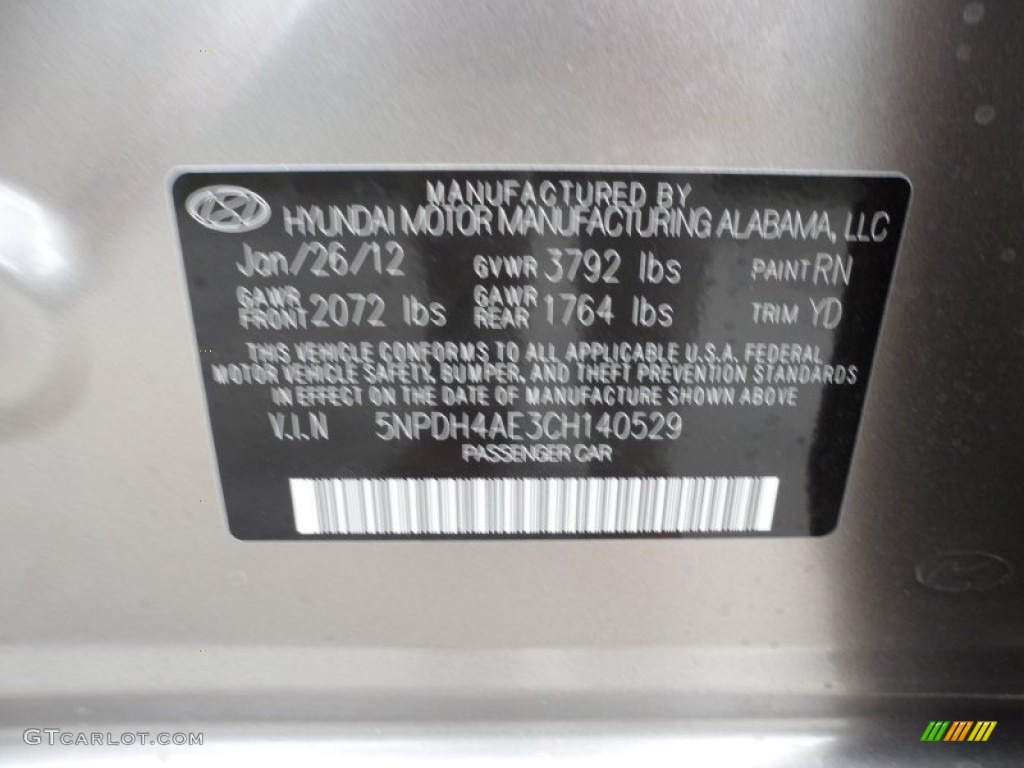 MANUFACTURED BY
HYUNDAI MOTOR MANUFACTURING ALABAMA, LLC
Jan/26/12 GVWR 3792 lbs PAINT RN
GAWR FRONT 2072 lbs GAWR REAR 1764 lbs TRIM YD
THIS VEHICLE CONFORMS TO ALL APPLICABLE U.S.A. FEDERAL
MOTOR VEHICLE SAFETY, BUMPER, AND THEFT PREVENTION STANDARDS
IN EFFECT ON THE DATE OF MANUFACTURE SHOWN ABOVE
V.I.N 5NPDH4AE3CH140529
PASSENGER CAR
GTCARLOT.COM